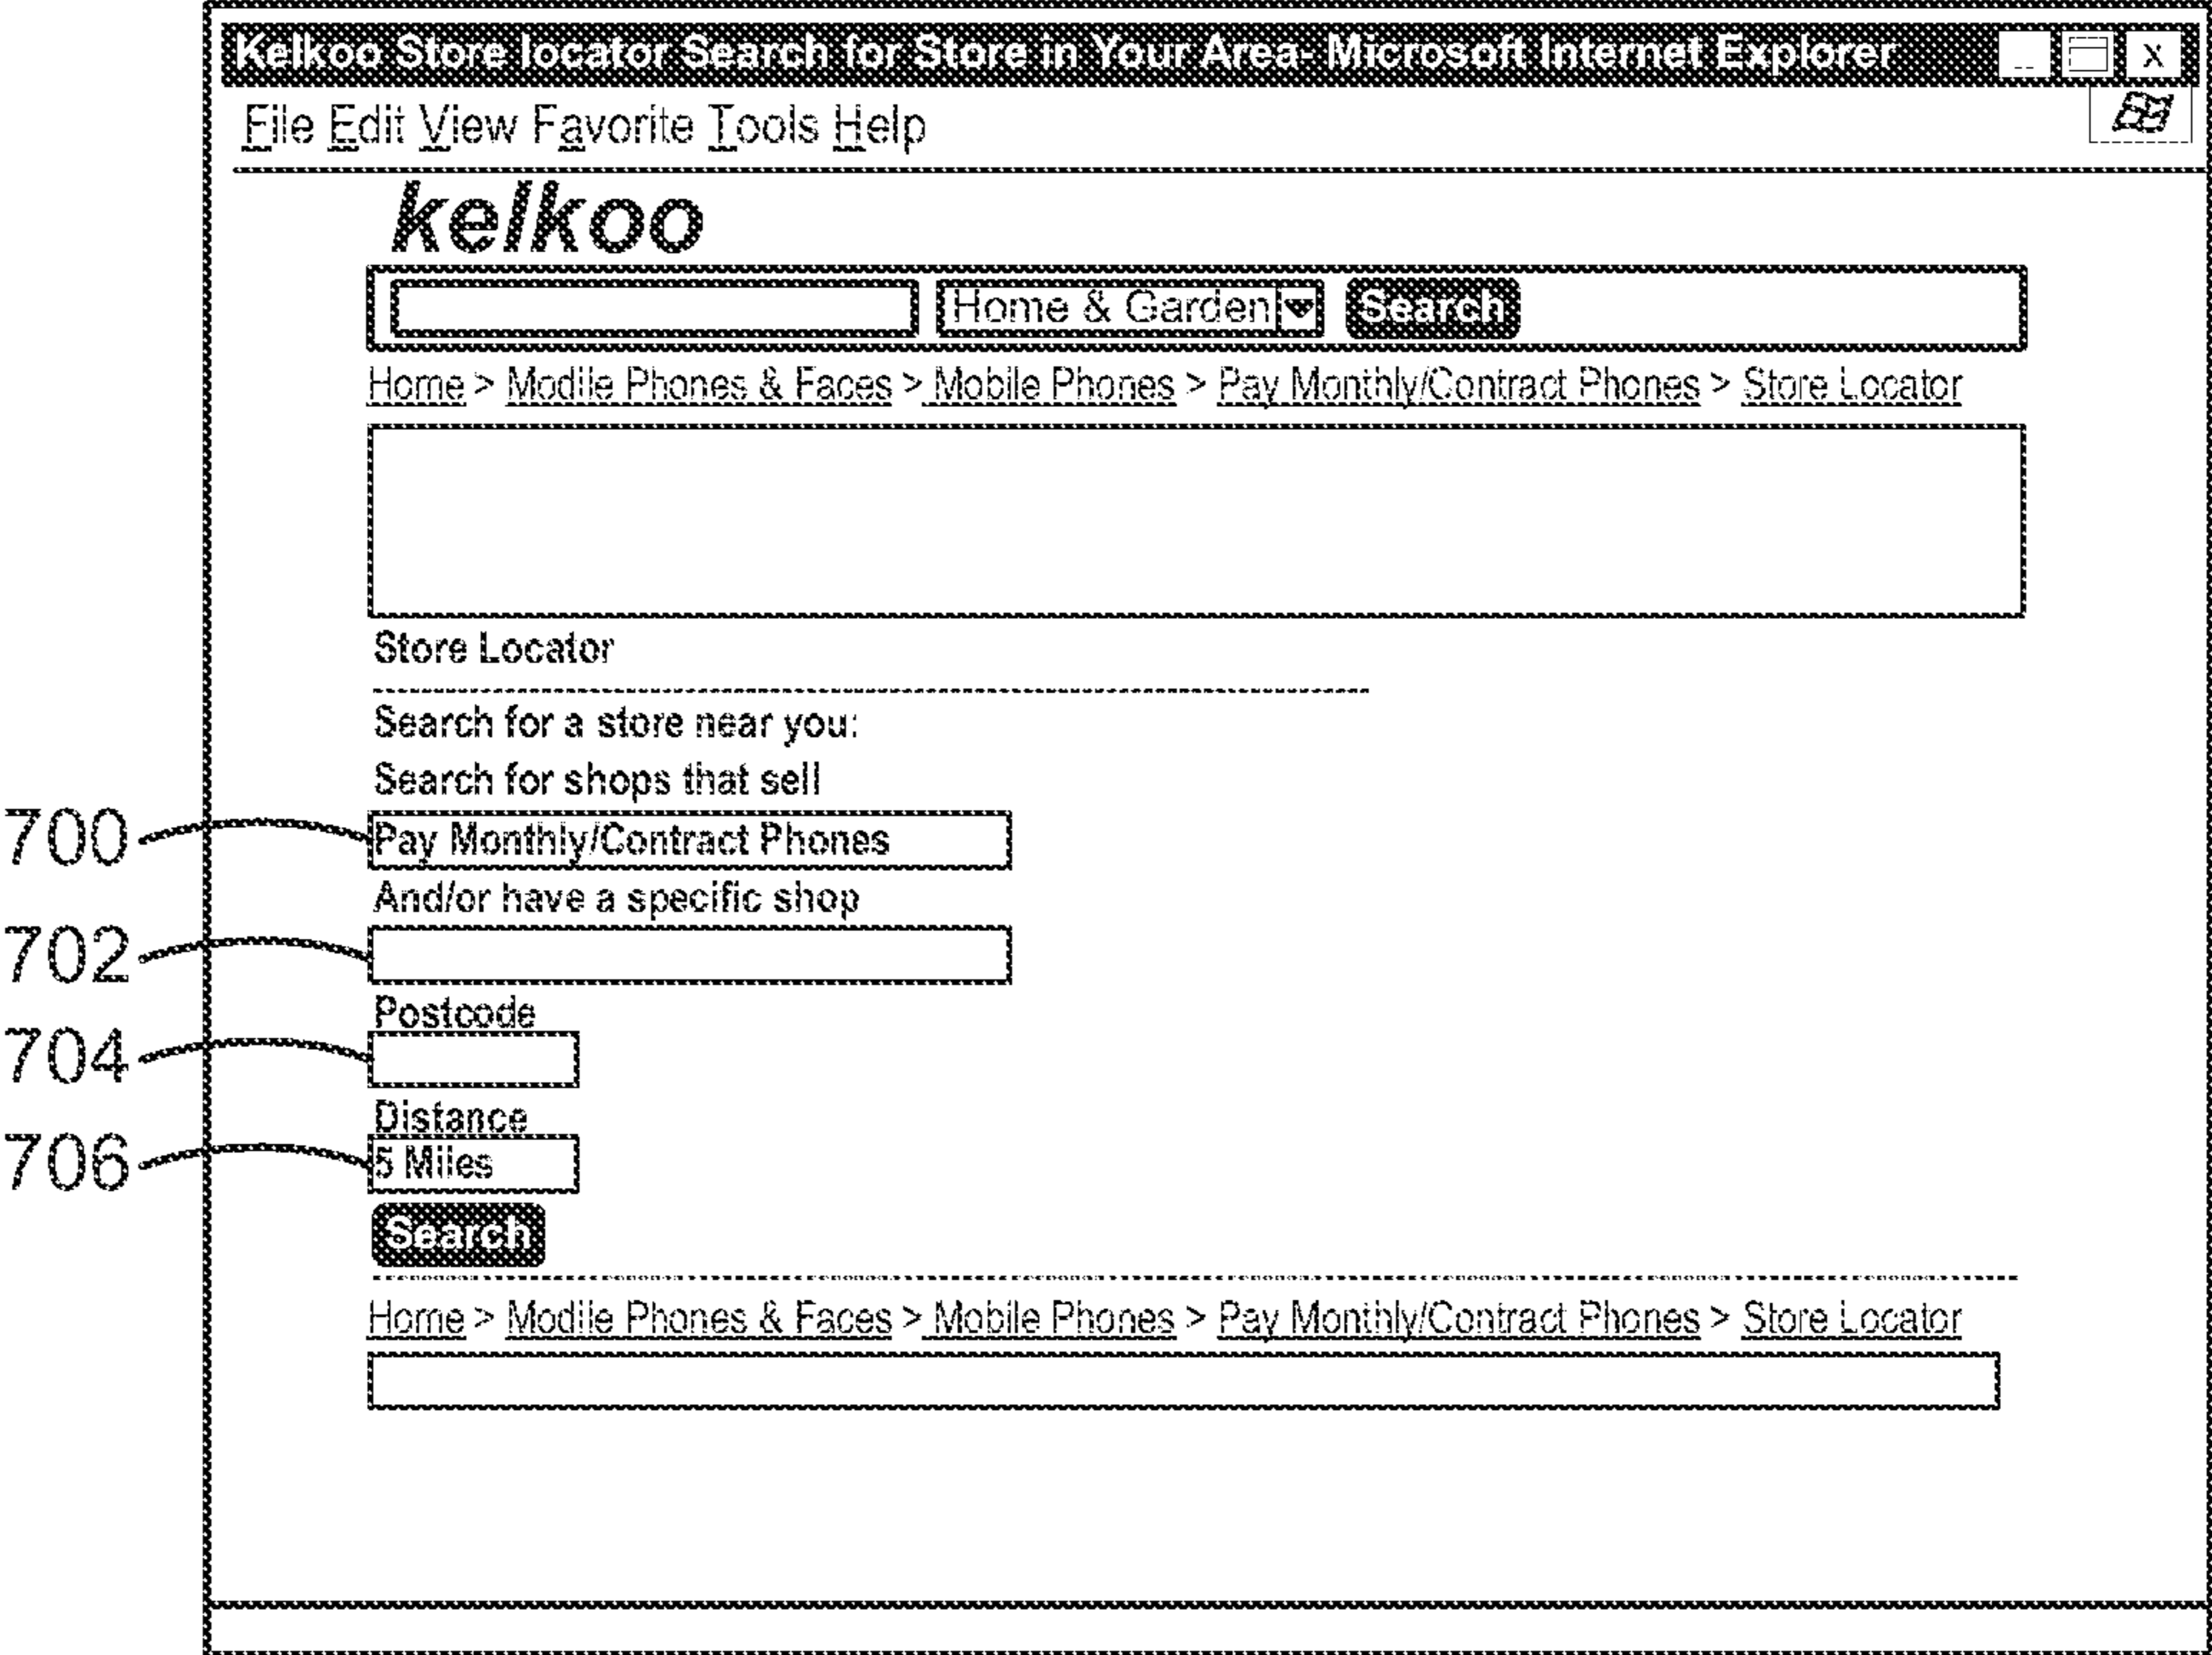 Kelkoo Store locator Search for Store in Your Area- Microsoft Internet Explorer -- X
File Edit View Favorite Tools Help
kelkoo
Home & Garden Search
Home > Modile Phones & Faces > Mobile Phones > Pay Monthly/Contract Phones > Store Locator
Store Locator
Search for a store near you:
Search for shops that sell
700 Pay Monthly/Contract Phones
And/or have a specific shop
702
Postcode
704
Distance
706 5 Miles
Search
Home > Modile Phones & Faces > Mobile Phones > Pay Monthly/Contract Phones > Store Locator